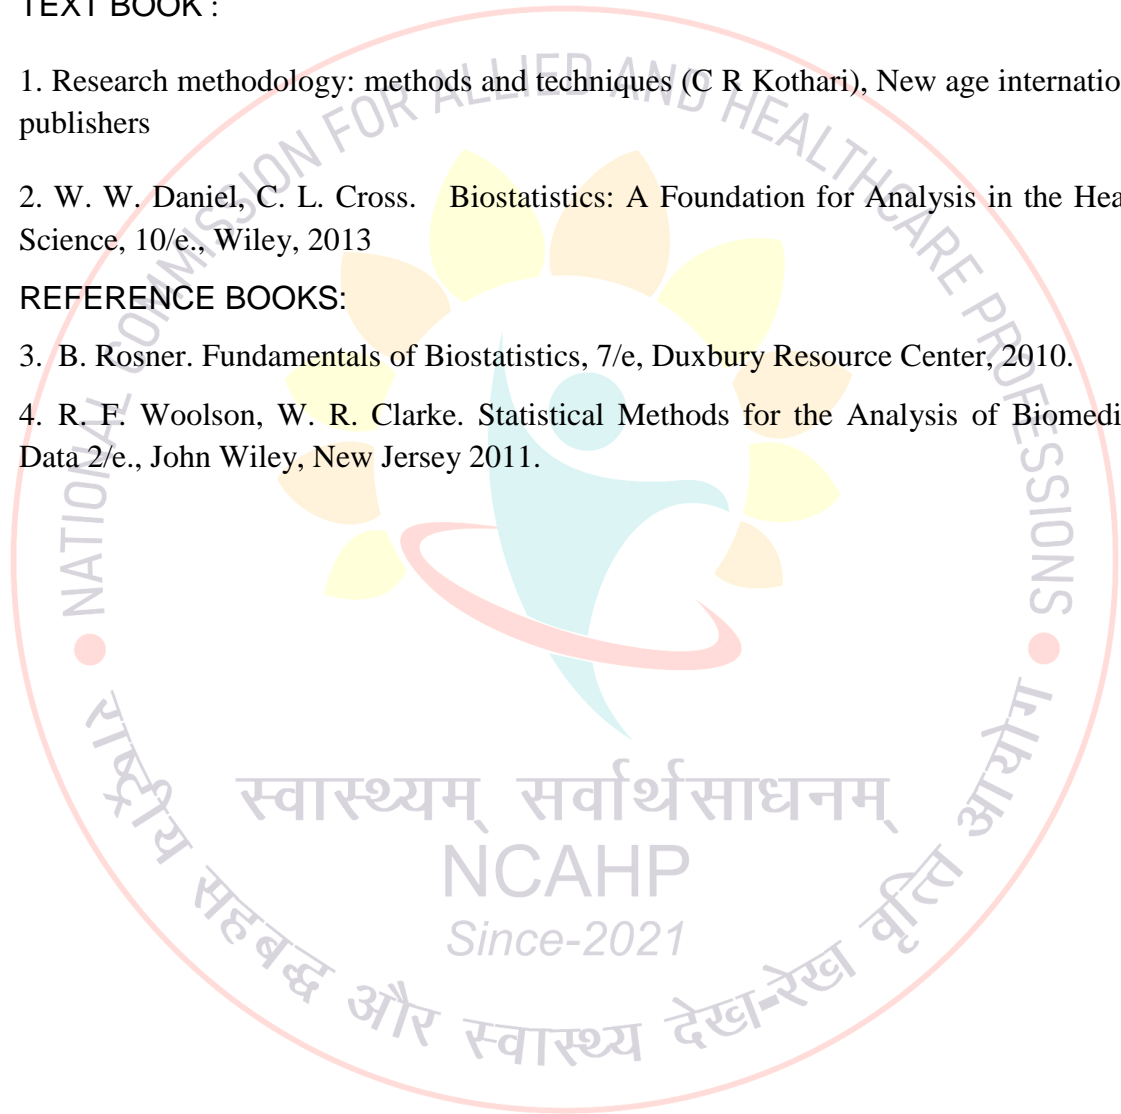 TEXT BOOK :
1. Research methodology: methods and techniques (C R Kothari), New age internatio
publishers
2. W. W. Daniel, C. L. Cross. Biostatistics: A Foundation for Analysis in the Hea
Science, 10/e., Wiley, 2013
REFERENCE BOOKS:
3. B. Rosner. Fundamentals of Biostatistics, 7/e, Duxbury Resource Center, 2010.
4. R. F. Woolson, W. R. Clarke. Statistical Methods for the Analysis of Biomedi
Data 2/e., John Wiley, New Jersey 2011.
NATIONAL COMMISSION FOR ALLIED AND HEALTHCARE PROFESSIONS
स्वास्थ्यम् सर्वार्थसाधनम्
NCAHP
Since-2021
राष्ट्रीय सहबद्ध और स्वास्थ्य देख-रेख वृत्ति आयोग